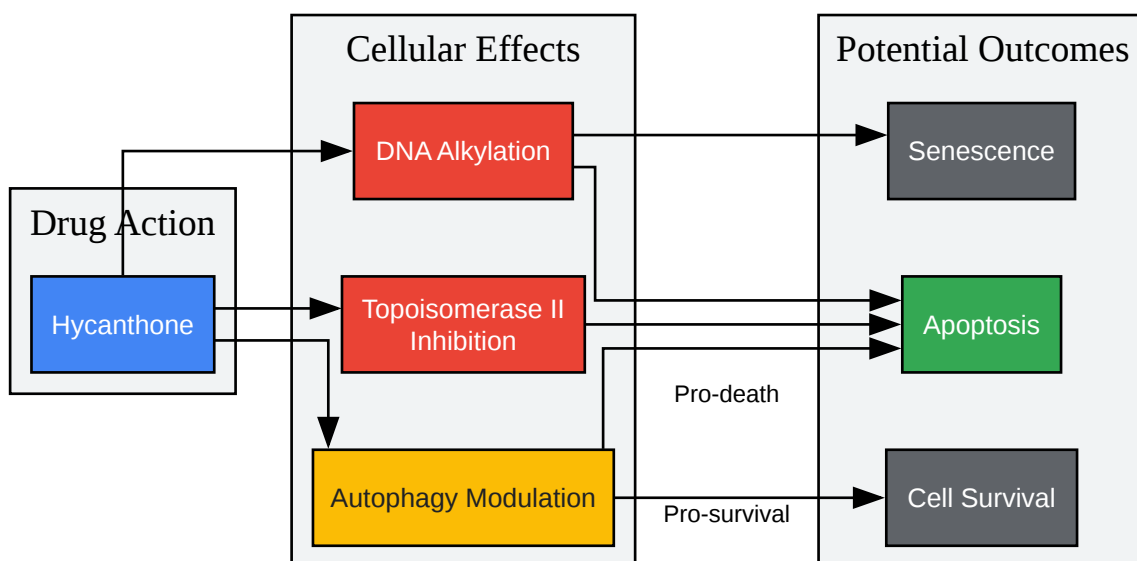 Drug Action
Hycanthone
Cellular Effects
DNA Alkylation
Topoisomerase II
Inhibition
Autophagy Modulation
Pro-death
Pro-survival
Potential Outcomes
Senescence
Apoptosis
Cell Survival